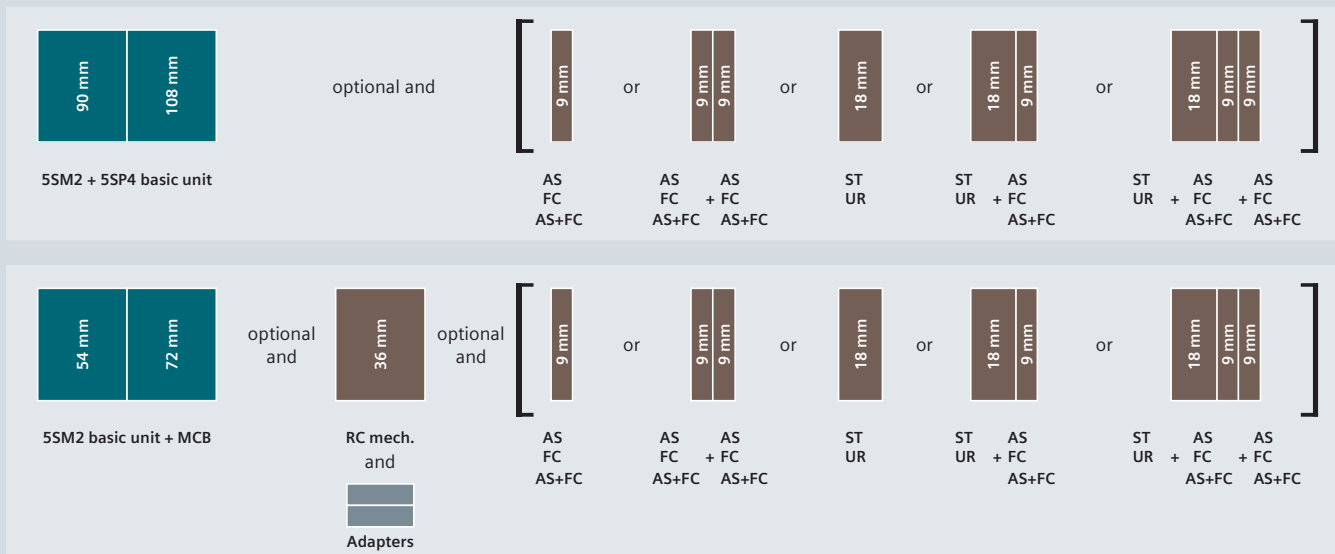 90 mm
108 mm
optional and
9 mm
or
9 mm
9 mm
or
18 mm
or
18 mm
9 mm
or
18 mm
9 mm
9 mm
5SM2 + 5SP4 basic unit
AS
FC
AS+FC
AS AS
FC + FC
AS+FC AS+FC
ST
UR
ST AS
UR + FC
AS+FC
ST AS AS
UR + FC + FC
AS+FC AS+FC
54 mm
72 mm
optional
and
36 mm
optional
and
9 mm
or
9 mm
9 mm
or
18 mm
or
18 mm
9 mm
or
18 mm
9 mm
9 mm
5SM2 basic unit + MCB
RC mech.
and
Adapters
AS
FC
AS+FC
AS AS
FC + FC
AS+FC AS+FC
ST
UR
ST AS
UR + FC
AS+FC
ST AS AS
UR + FC + FC
AS+FC AS+FC